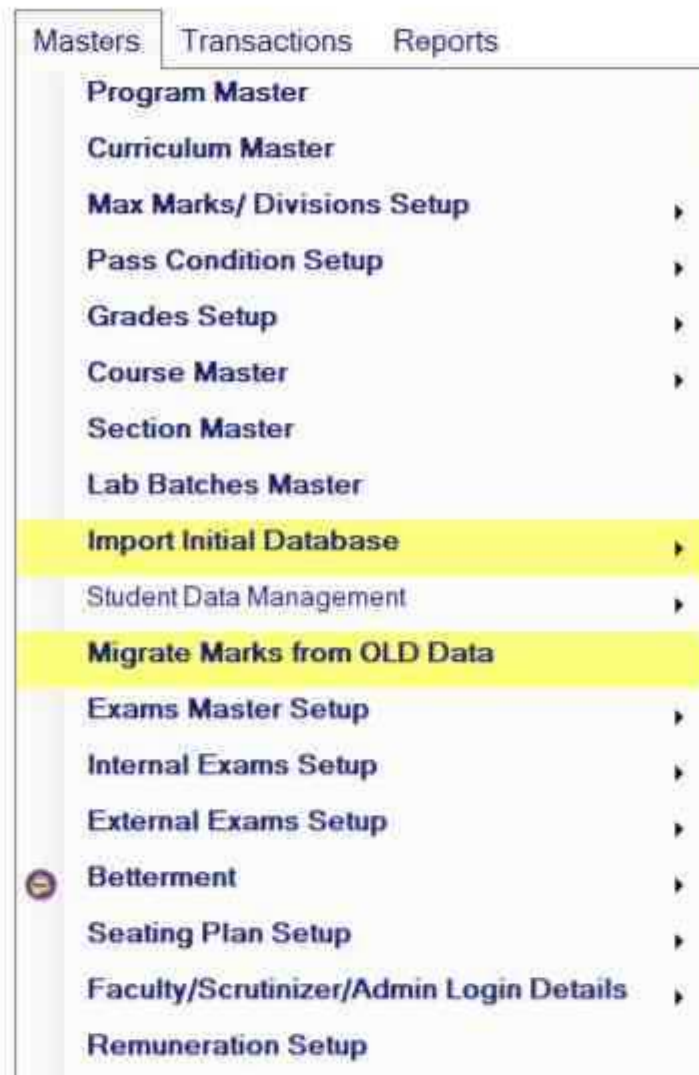 Masters Transactions Reports
Program Master
Curriculum Master
Max Marks/ Divisions Setup
Pass Condition Setup
Grades Setup
Course Master
Section Master
Lab Batches Master
Import Initial Database
Student Data Management
Migrate Marks from OLD Data
Exams Master Setup
Internal Exams Setup
External Exams Setup
Betterment
Seating Plan Setup
Faculty/Scrutinizer/Admin Login Details
Remuneration Setup